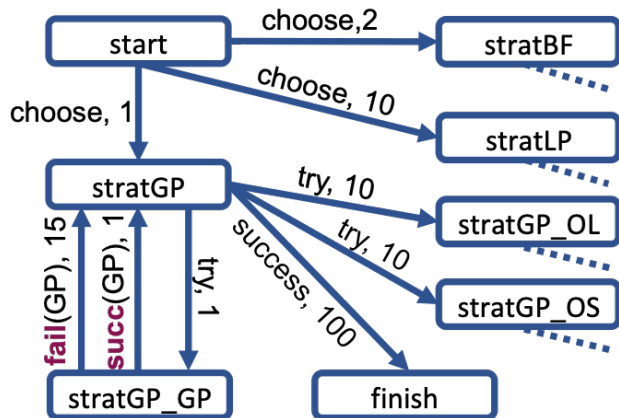 start
choose,2
stratBF
choose, 10
choose, 1
stratLP
stratGP
try, 10
stratGP_OL
try, 10
stratGP_OS
success, 100
try, 1
fail(GP), 15
succ(GP), 1
stratGP_GP
finish